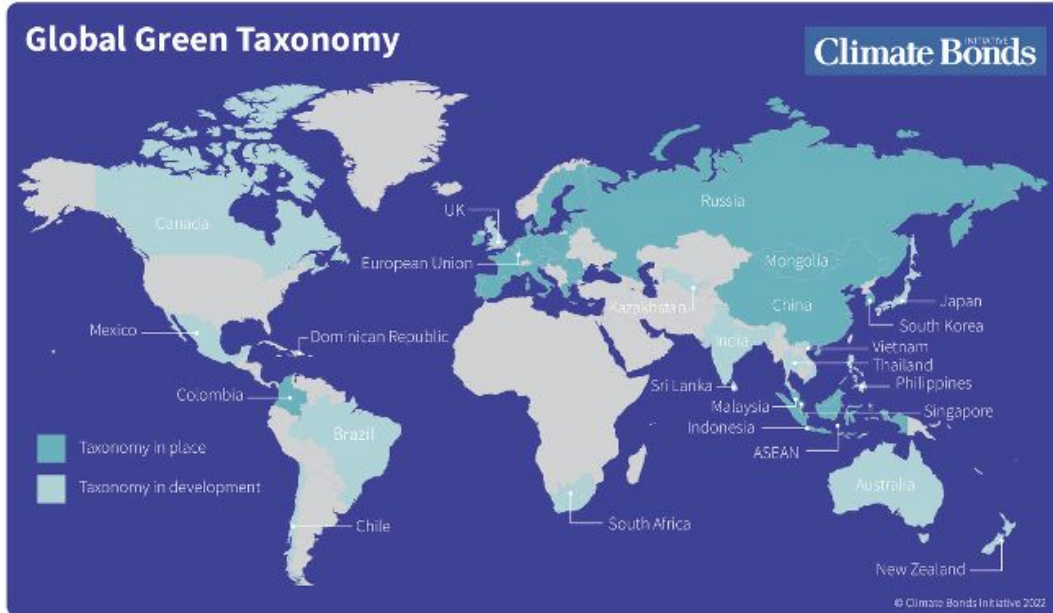 Global Green Taxonomy
INITIATIVE
Climate Bonds
Canada
UK
European Union
Russia
Mongolia
Kazakhstan
China
Japan
South Korea
Mexico
Dominican Republic
India
Vietnam
Thailand
Philippines
Colombia
Sri Lanka
Malaysia
Singapore
Indonesia
ASEAN
Brazil
Taxonomy in place
Taxonomy in development
Australia
Chile
South Africa
New Zealand
© Climate Bonds Initiative 2022